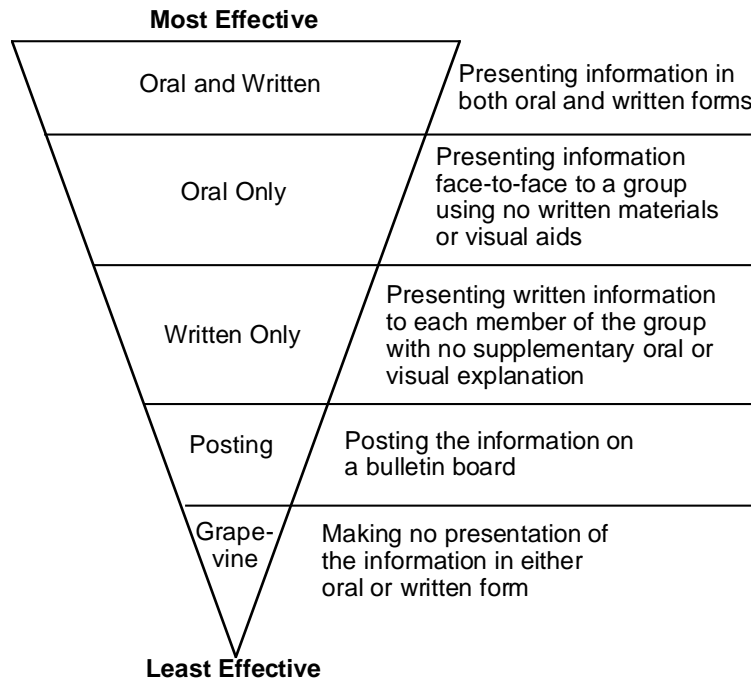 Most Effective
Oral and Written
Presenting information in
both oral and written forms
Oral Only
Presenting information
face-to-face to a group
using no written materials
or visual aids
Written Only
Presenting written information
to each member of the group
with no supplementary oral or
visual explanation
Posting
Posting the information on
a bulletin board
Grape-
vine
Making no presentation of
the information in either
oral or written form
Least Effective